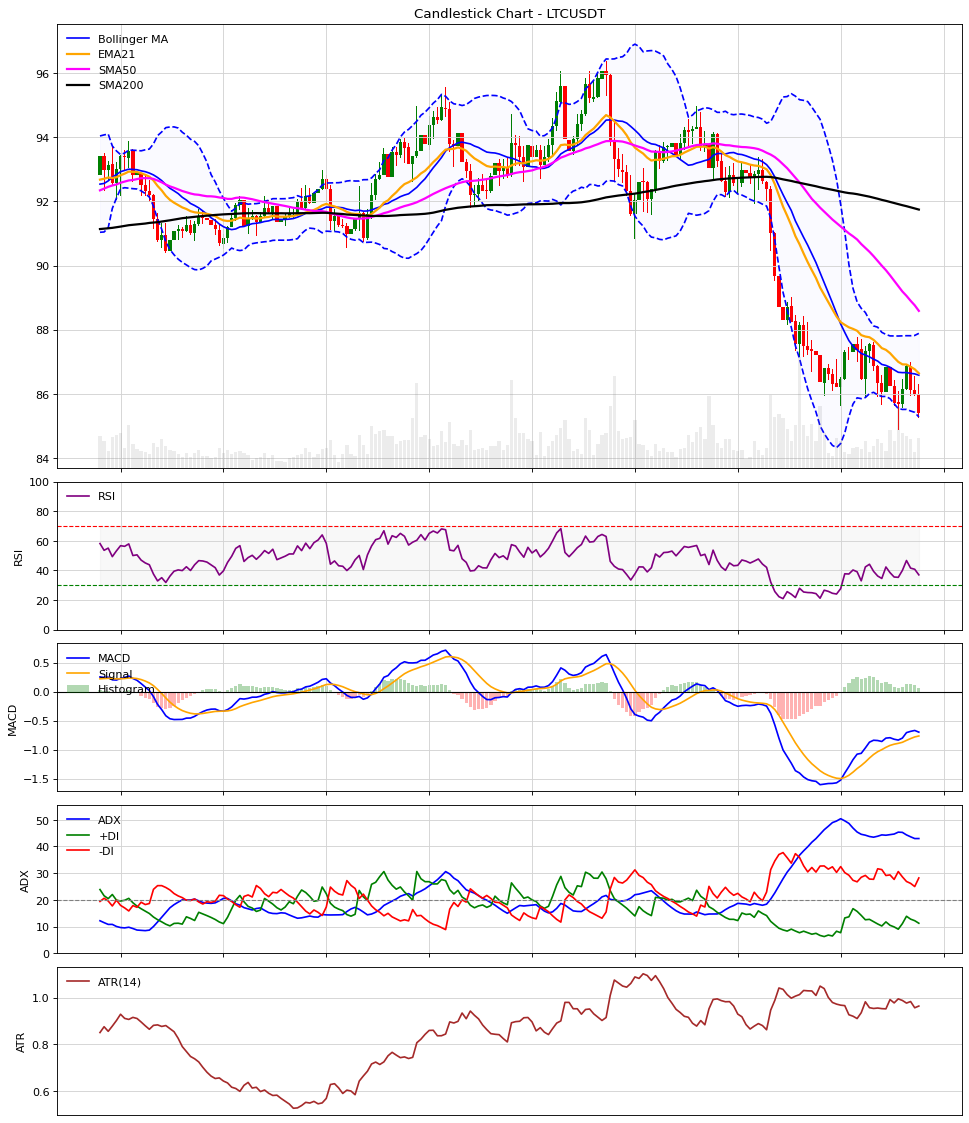 Candlestick Chart - LTCUSDT
Bollinger MA
EMA21
SMA50
SMA200
96
94
92
90
88
86
84
RSI
RSI
100
80
60
40
20
0
MACD
Signal
Histogram
MACD
0.5
0.0
−0.5
−1.0
−1.5
ADX
+DI
-DI
ADX
50
40
30
20
10
0
ATR(14)
ATR
1.0
0.8
0.6